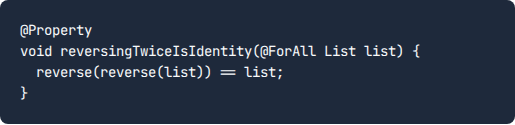 @Property
void reversingTwiceIsIdentity(@ForAll List list) {
  reverse(reverse(list)) == list;
}